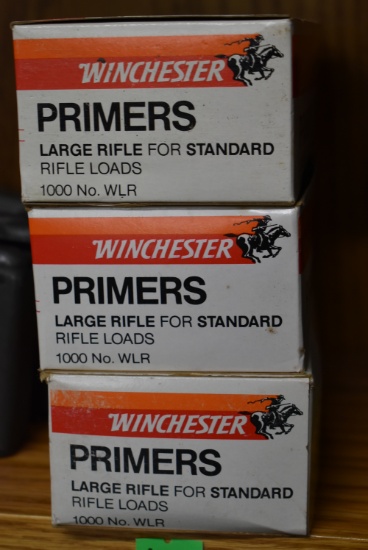 WINCHESTER
PRIMERS
LARGE RIFLE FOR STANDARD
RIFLE LOADS
1000 No. WLR
WINCHESTER
PRIMERS
LARGE RIFLE FOR STANDARD
RIFLE LOADS
1000 No. WLR
WINCHESTER
PRIMERS
LARGE RIFLE FOR STANDARD
RIFLE LOADS
1000 No. WLR